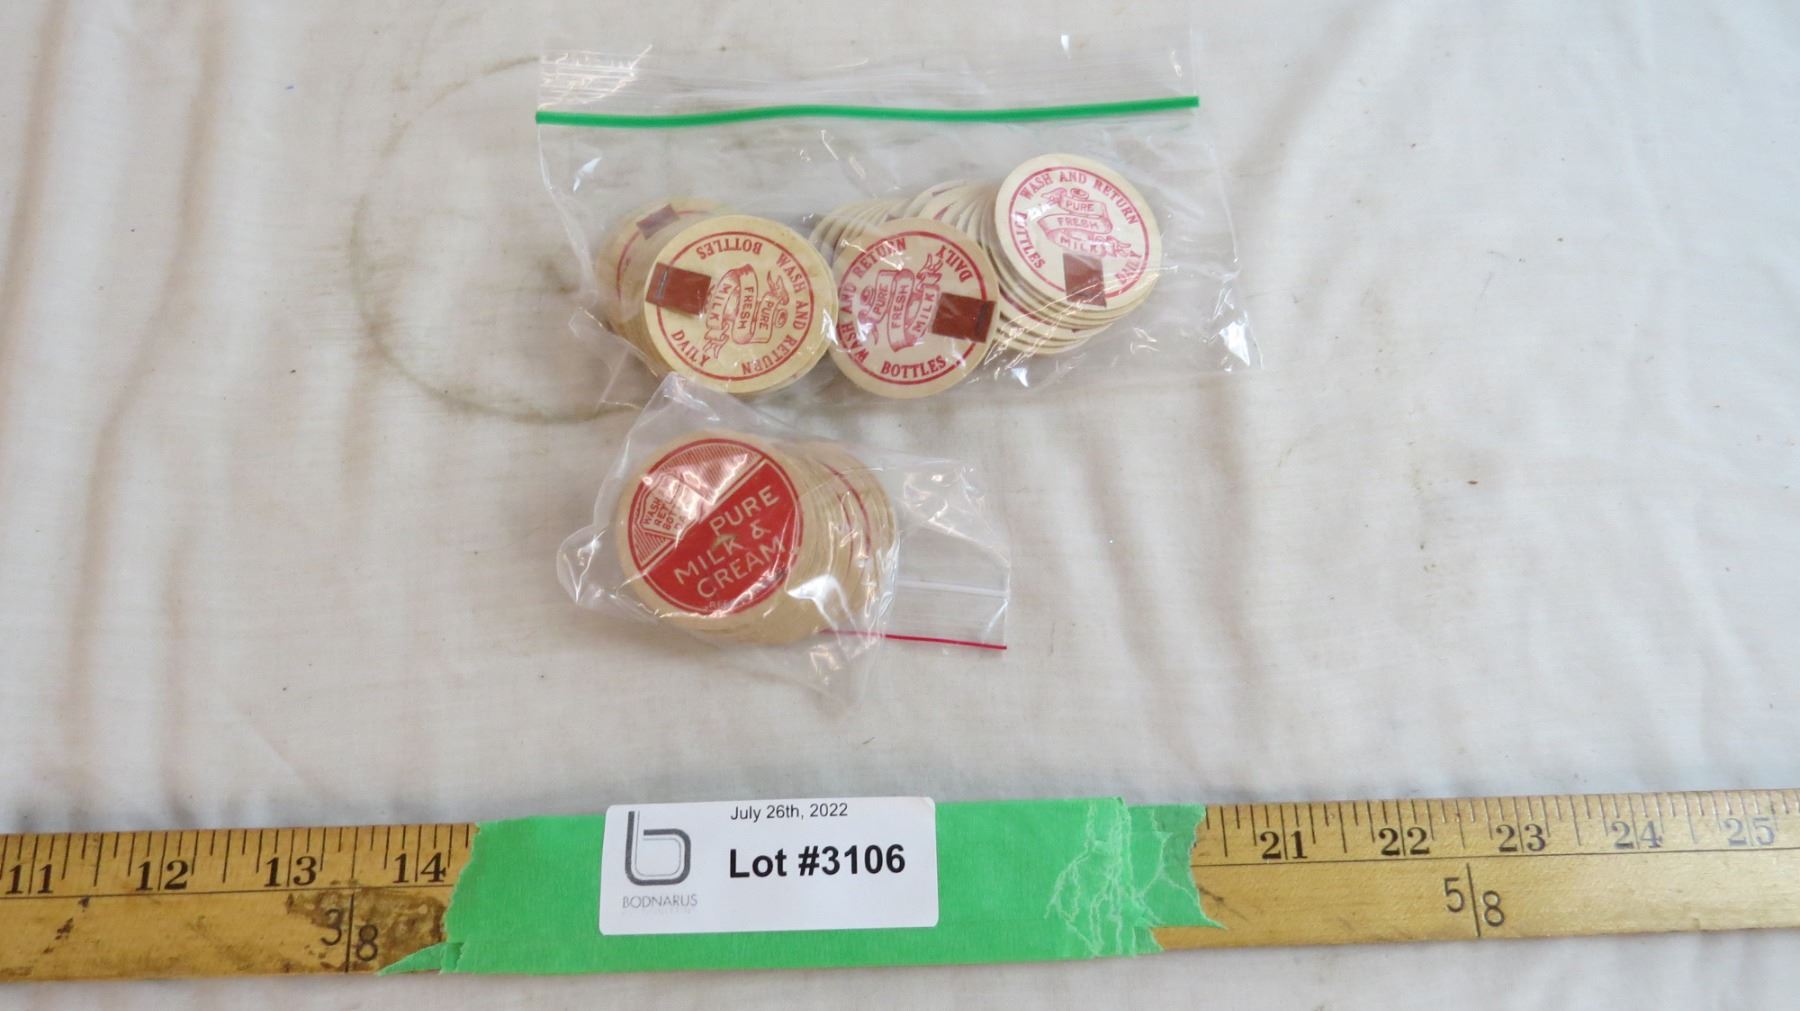 BOTTLES WASH AND RETURN DAILY
PURE
FRESH
MILK
WASH AND RETURN BOTTLES DAILY
PURE
FRESH
MILK
WASH AND RETURN BOTTLES DAILY
PURE
FRESH
MILK
WASH
PURE
MILK &
CREAM
July 26th, 2022
Lot #3106
BODNARUS
11 12 13 14 21 22 23 24 25
3/8 5/8